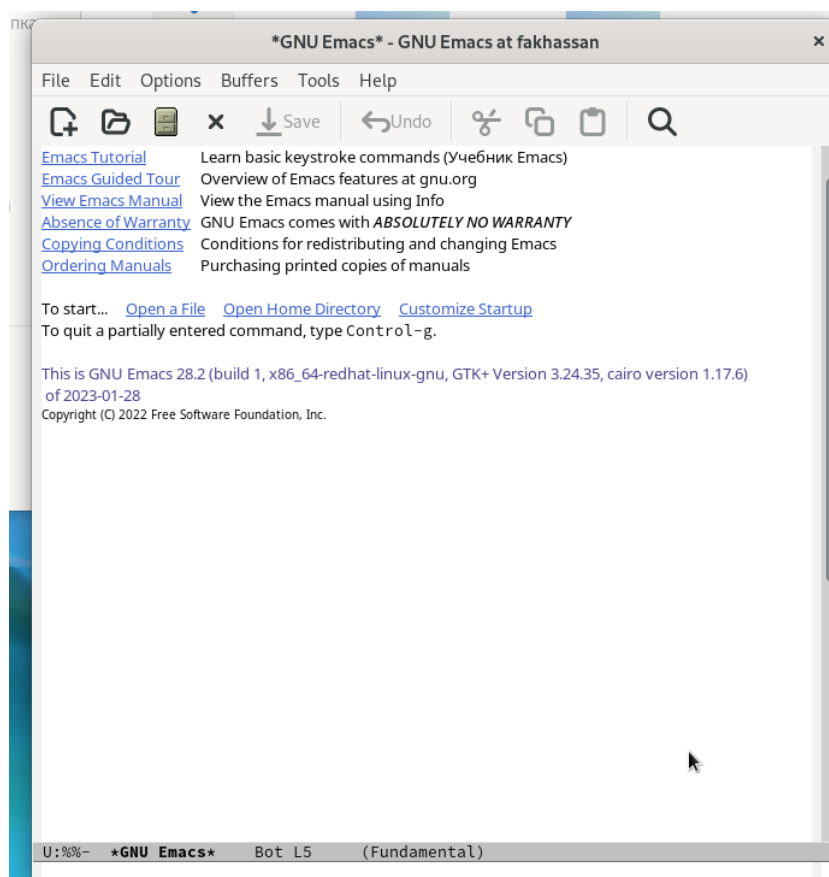 *GNU Emacs* - GNU Emacs at fakhassan
File Edit Options Buffers Tools Help
Save Undo
Emacs Tutorial Learn basic keystroke commands (Учебник Emacs)
Emacs Guided Tour Overview of Emacs features at gnu.org
View Emacs Manual View the Emacs manual using Info
Absence of Warranty GNU Emacs comes with ABSOLUTELY NO WARRANTY
Copying Conditions Conditions for redistributing and changing Emacs
Ordering Manuals Purchasing printed copies of manuals
To start... Open a File Open Home Directory Customize Startup
To quit a partially entered command, type Control-g.
This is GNU Emacs 28.2 (build 1, x86_64-redhat-linux-gnu, GTK+ Version 3.24.35, cairo version 1.17.6)
of 2023-01-28
Copyright (C) 2022 Free Software Foundation, Inc.
U:%%- *GNU Emacs* Bot L5 (Fundamental)